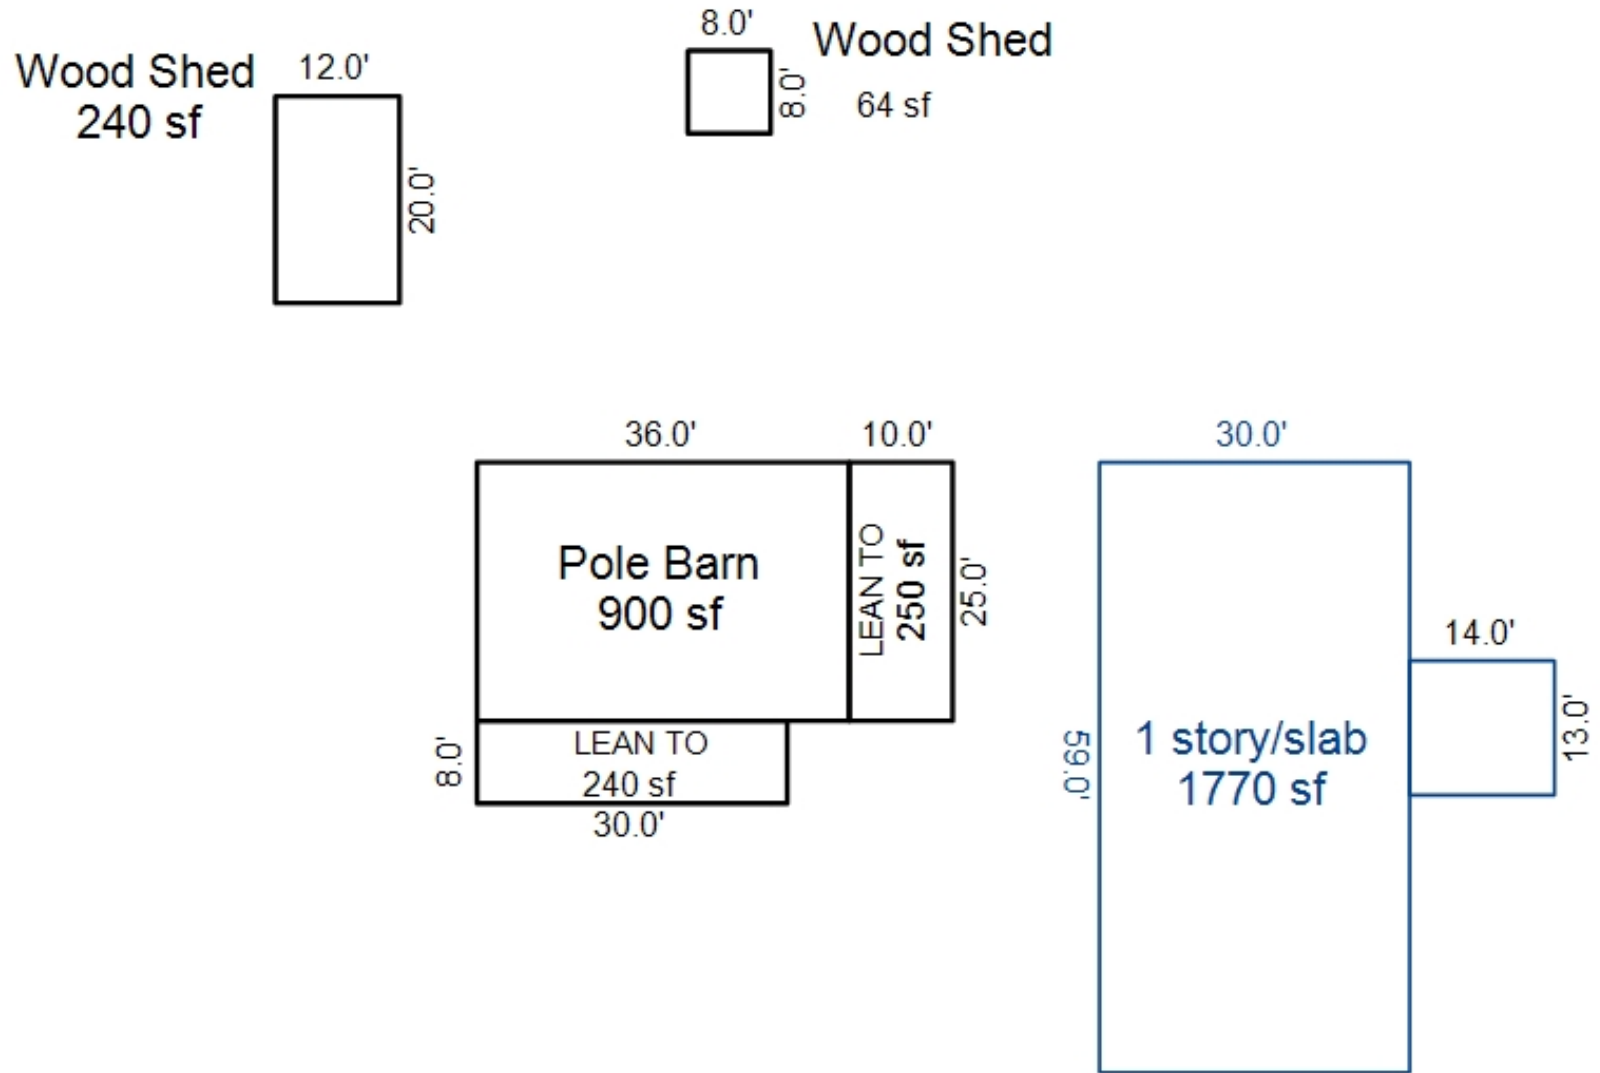 8.0'
Wood Shed
Wood Shed
12.0'
8.0'
64 sf
240 sf
20.0'
36.0'
10.0'
30.0'
Pole Barn
900 sf
LEAN TO
250 sf
25.0'
14.0'
13.0'
8.0'
LEAN TO
240 sf
30.0'
59.0'
1 story/slab
1770 sf